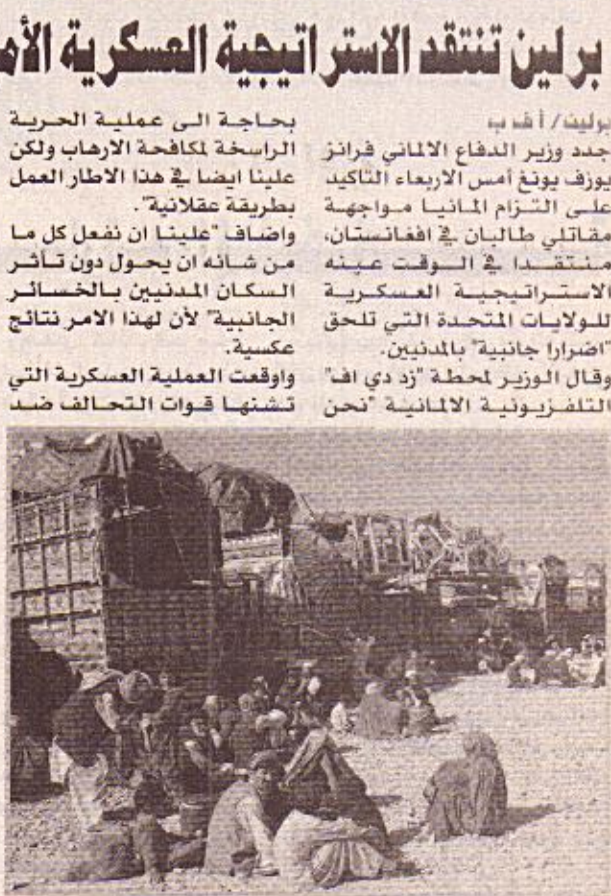 برلين تنتقد الاستراتيجية العسكرية
برلين/ أ ف ب
جدد وزير الدفاع الالماني فرانز
يوزف يونغ أمس الاربعاء التاكيد
على التزام المانيا مواجهة
مقاتلي طالبان في افغانستان،
منتقدا في الوقت عينه
الاستراتيجية العسكرية
للولايات المتحدة التي تلحق
"اضرارا جانبية" بالمدنيين.
وقال الوزير لمحطة "زد دي اف"
التلفزيونية الالمانية "نحن
بحاجة الى عملية الحرية
الراسخة لمكافحة الارهاب ولكن
علينا ايضا في هذا الاطار العمل
بطريقة عقلانية".
واضاف "علينا ان نفعل كل ما
من شانه ان يحول دون تأثر
السكان المدنيين بالخسائر
الجانبية" لأن لهذا الامر نتائج
عكسية.
واوقعت العملية العسكرية التي
تشنها قوات التحالف ضد